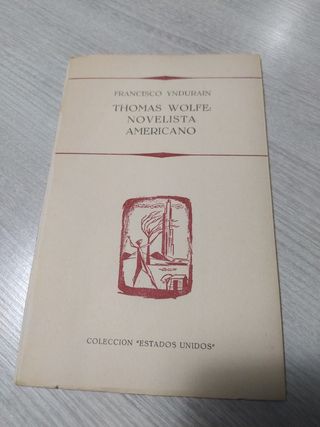 FRANCISCO YNDURAIN
THOMAS WOLFE:
NOVELISTA
AMERICANO
COLECCION "ESTADOS UNIDOS"